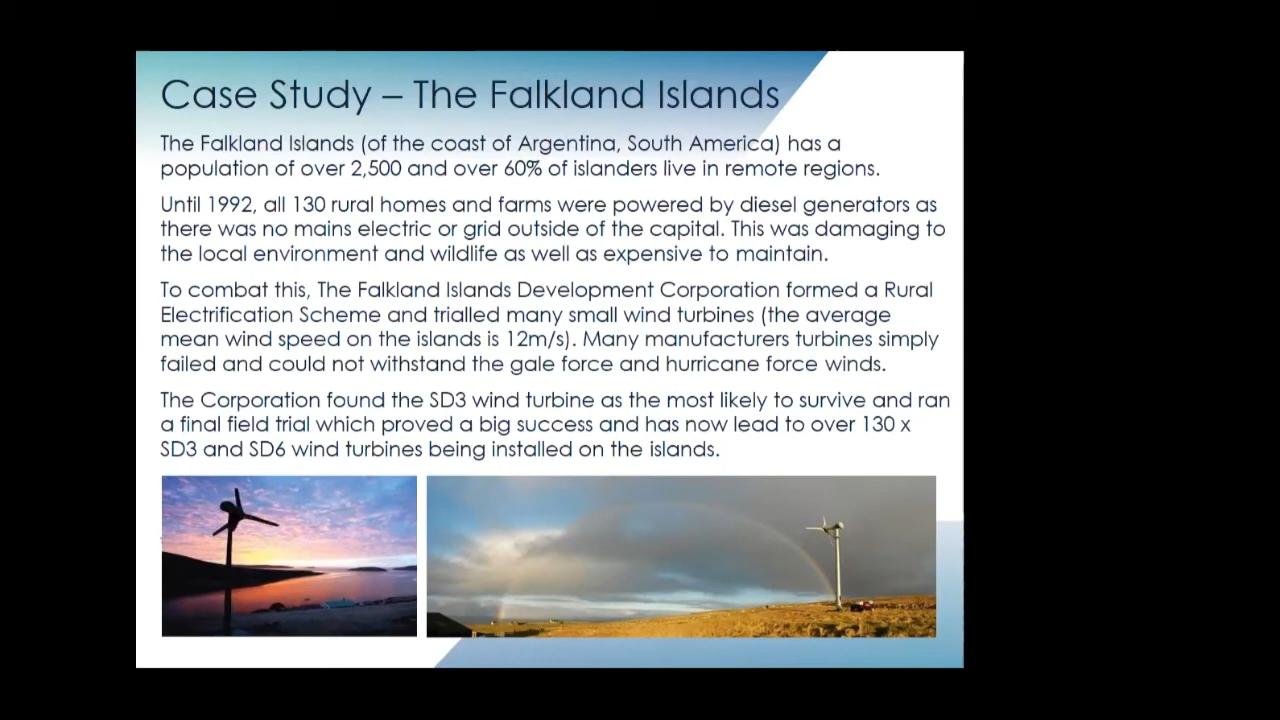 Case Study – The Falkland Islands
The Falkland Islands (of the coast of Argentina, South America) has a
population of over 2,500 and over 60% of islanders live in remote regions.
Until 1992, all 130 rural homes and farms were powered by diesel generators as
there was no mains electric or grid outside of the capital. This was damaging to
the local environment and wildlife as well as expensive to maintain.
To combat this, The Falkland Islands Development Corporation formed a Rural
Electrification Scheme and trialled many small wind turbines (the average
mean wind speed on the islands is 12m/s). Many manufacturers turbines simply
failed and could not withstand the gale force and hurricane force winds.
The Corporation found the SD3 wind turbine as the most likely to survive and ran
a final field trial which proved a big success and has now lead to over 130 x
SD3 and SD6 wind turbines being installed on the islands.